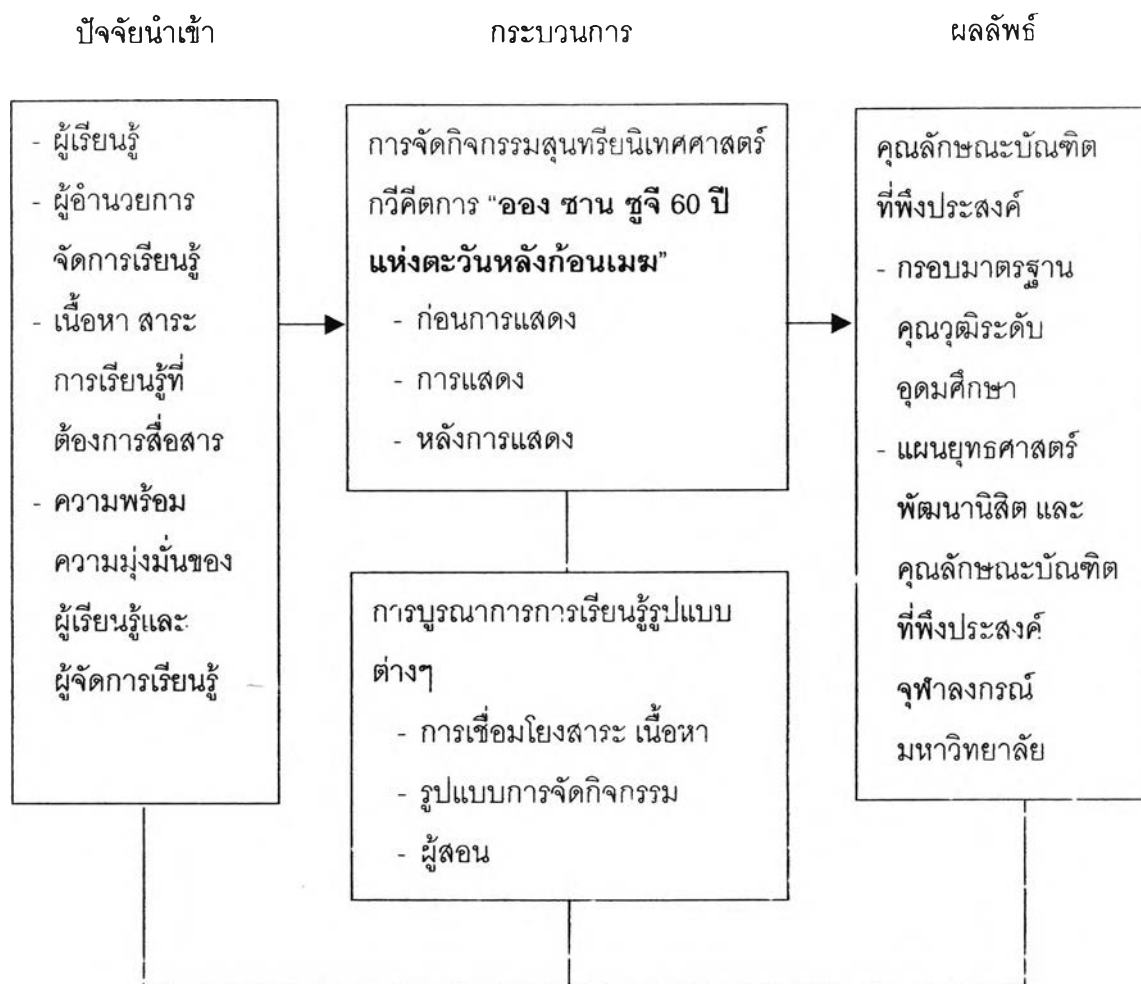 ปัจจัยนำเข้า
กระบวนการ
ผลลัพธ์
- ผู้เรียนรู้
- ผู้อำนวยการ
จัดการเรียนรู้
- เนื้อหา สาระ
การเรียนรู้ที่
ต้องการสื่อสาร
- ความพร้อม
ความมุ่งมั่นของ
ผู้เรียนรู้และ
ผู้จัดการเรียนรู้
การจัดกิจกรรมสุนทรียนิเทศศาสตร์
กวีคีตการ “ออง ซาน ซูจี 60 ปี
แห่งตะวันหลังก้อนเมฆ”
- ก่อนการแสดง
- การแสดง
- หลังการแสดง
การบูรณาการการเรียนรู้รูปแบบ
ต่างๆ
- การเชื่อมโยงสาระ เนื้อหา
- รูปแบบการจัดกิจกรรม
- ผู้สอน
คุณลักษณะบัณฑิต
ที่พึงประสงค์
- กรอบมาตรฐาน
คุณวุฒิระดับ
อุดมศึกษา
- แผนยุทธศาสตร์
พัฒนานิสิต และ
คุณลักษณะบัณฑิต
ที่พึงประสงค์
จุฬาลงกรณ์
มหาวิทยาลัย